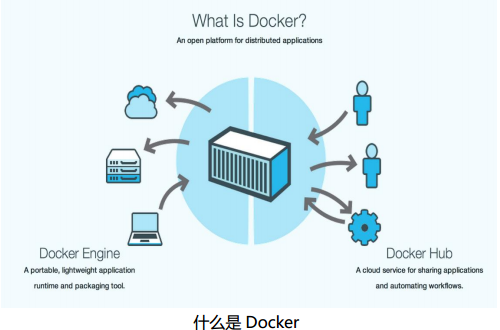 What Is Docker?
An open platform for distributed applications
Docker Engine
A portable, lightweight application
runtime and packaging tool.
Docker Hub
A cloud service for sharing applications
and automating workflows.
什么是 Docker